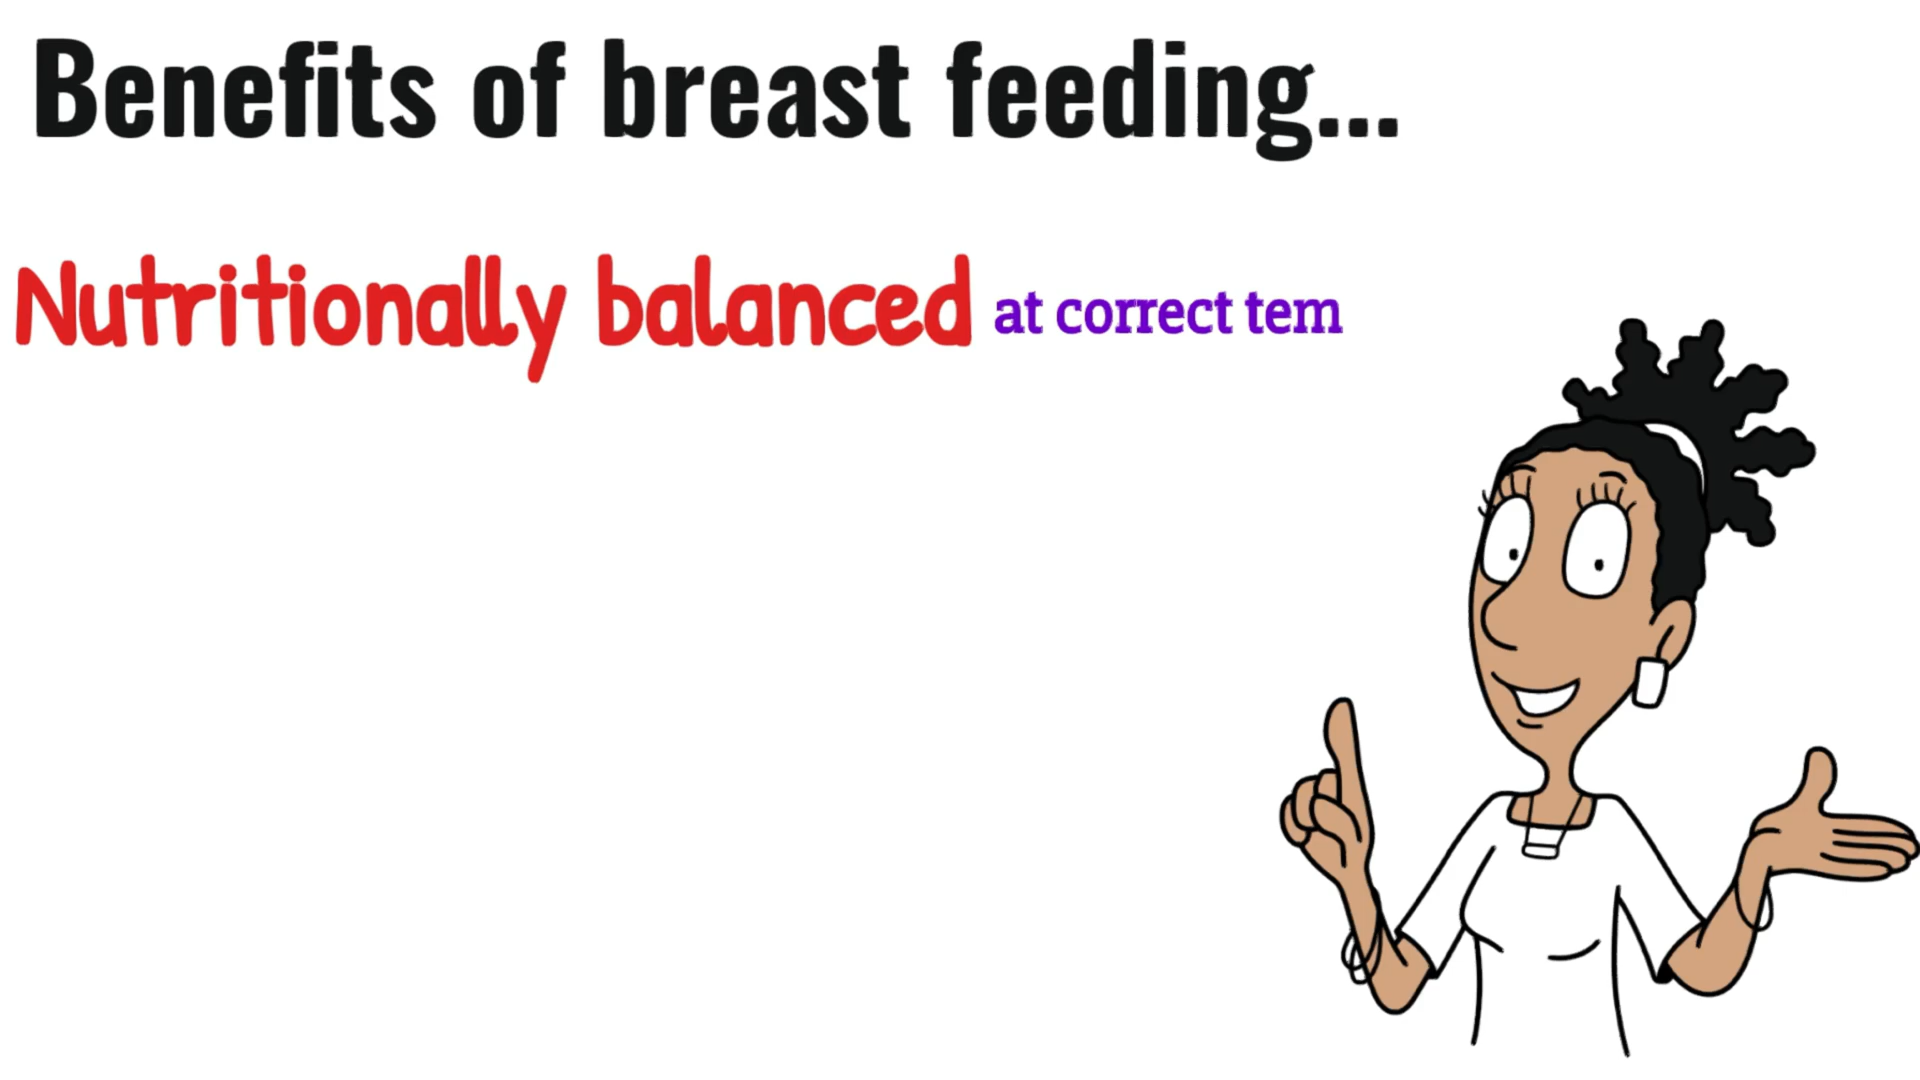 Benefits of breast feeding...
Nutritionally balanced at correct tem